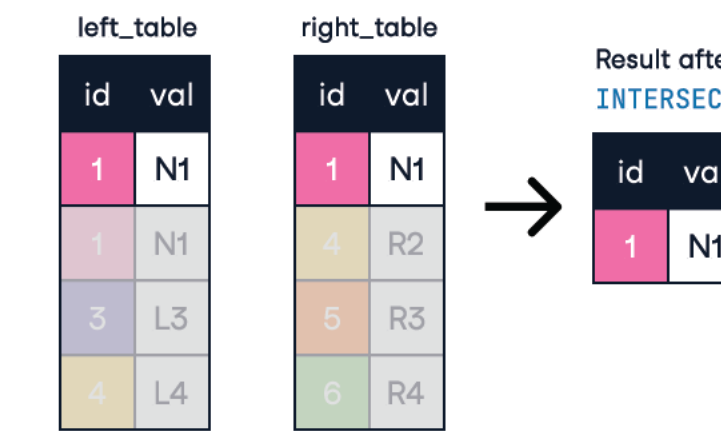 left_table
id val
1 N1
1 N1
3 L3
4 L4
right_table
id val
1 N1
4 R2
5 R3
6 R4
Result afte
INTERSEC
id va
1 N1